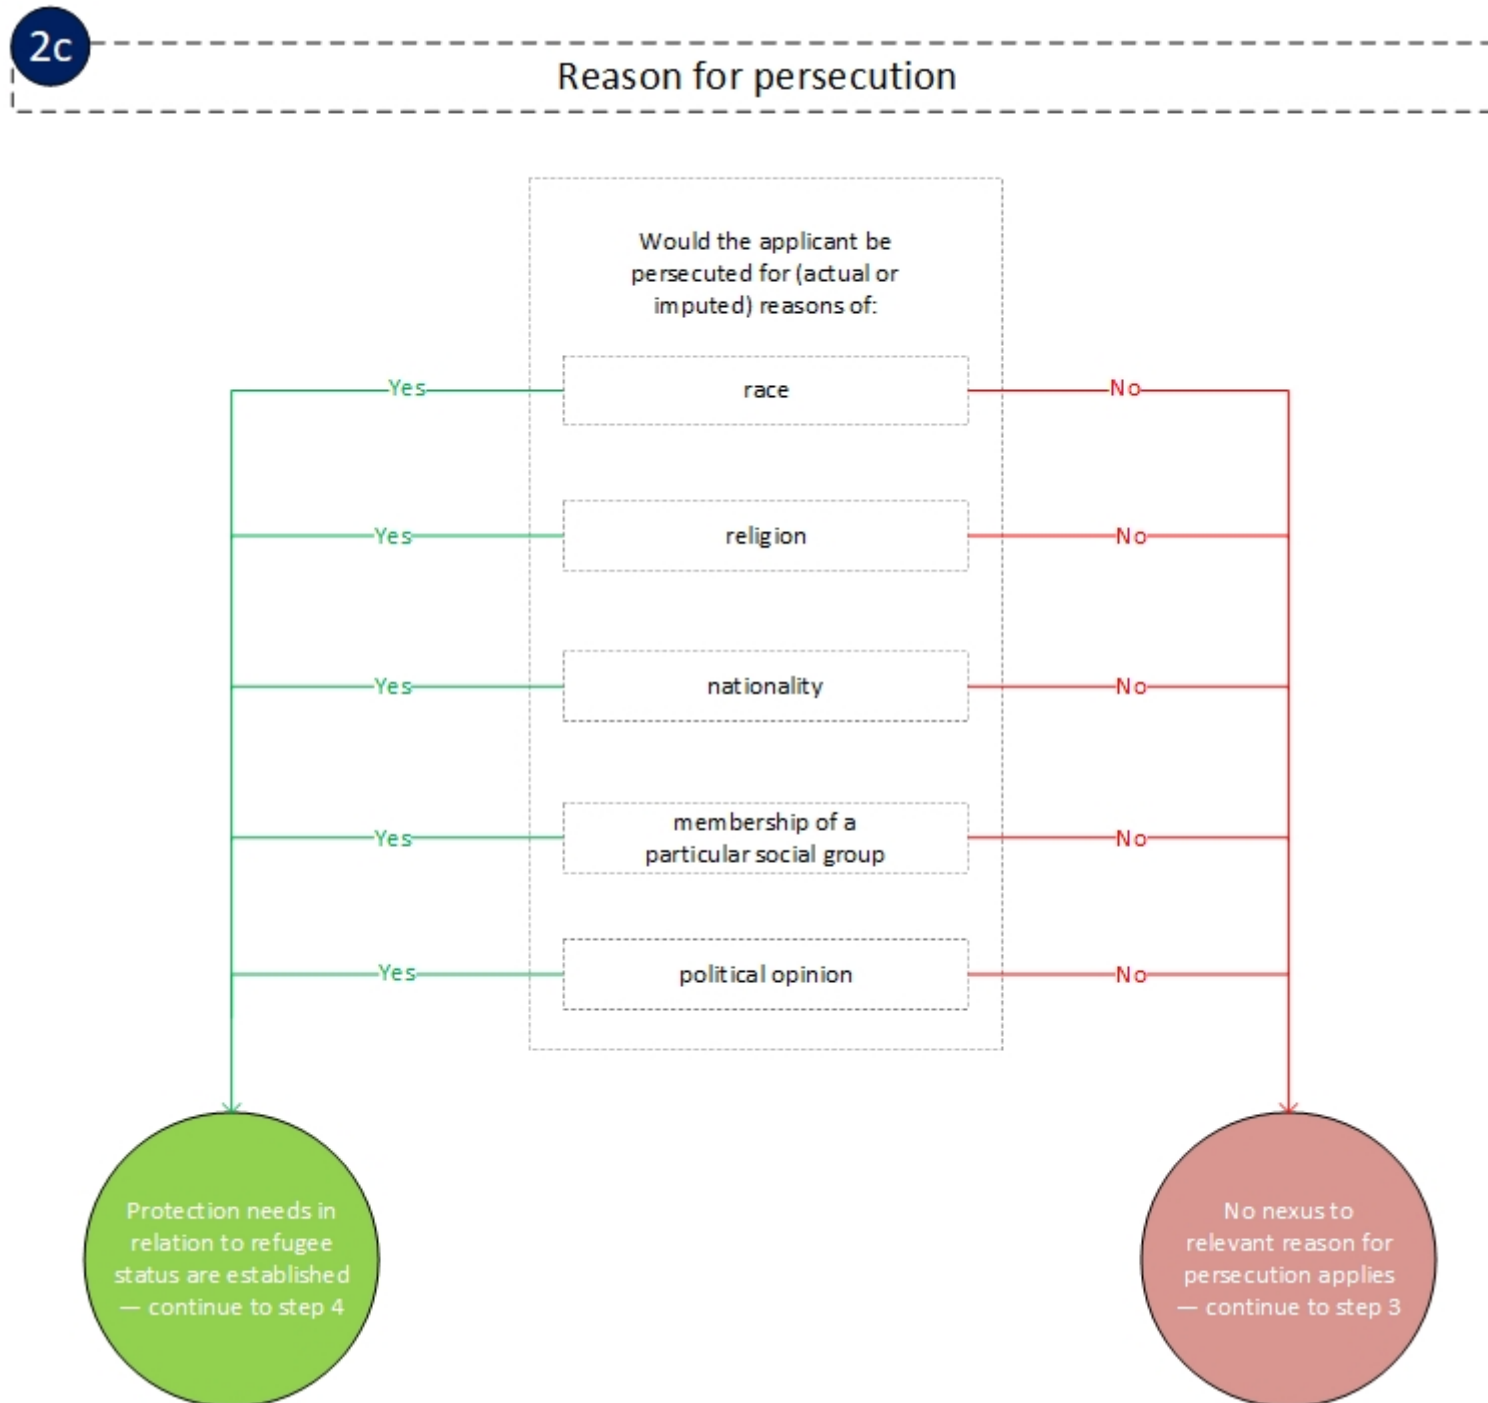 2c
Reason for persecution
Would the applicant be
persecuted for (actual or
imputed) reasons of:
Yes
race
No
Yes
religion
No
Yes
nationality
No
Yes
membership of a
particular social group
No
Yes
political opinion
No
Protection needs in
relation to refugee
status are established
— continue to step 4
No nexus to
relevant reason for
persecution applies
— continue to step 3